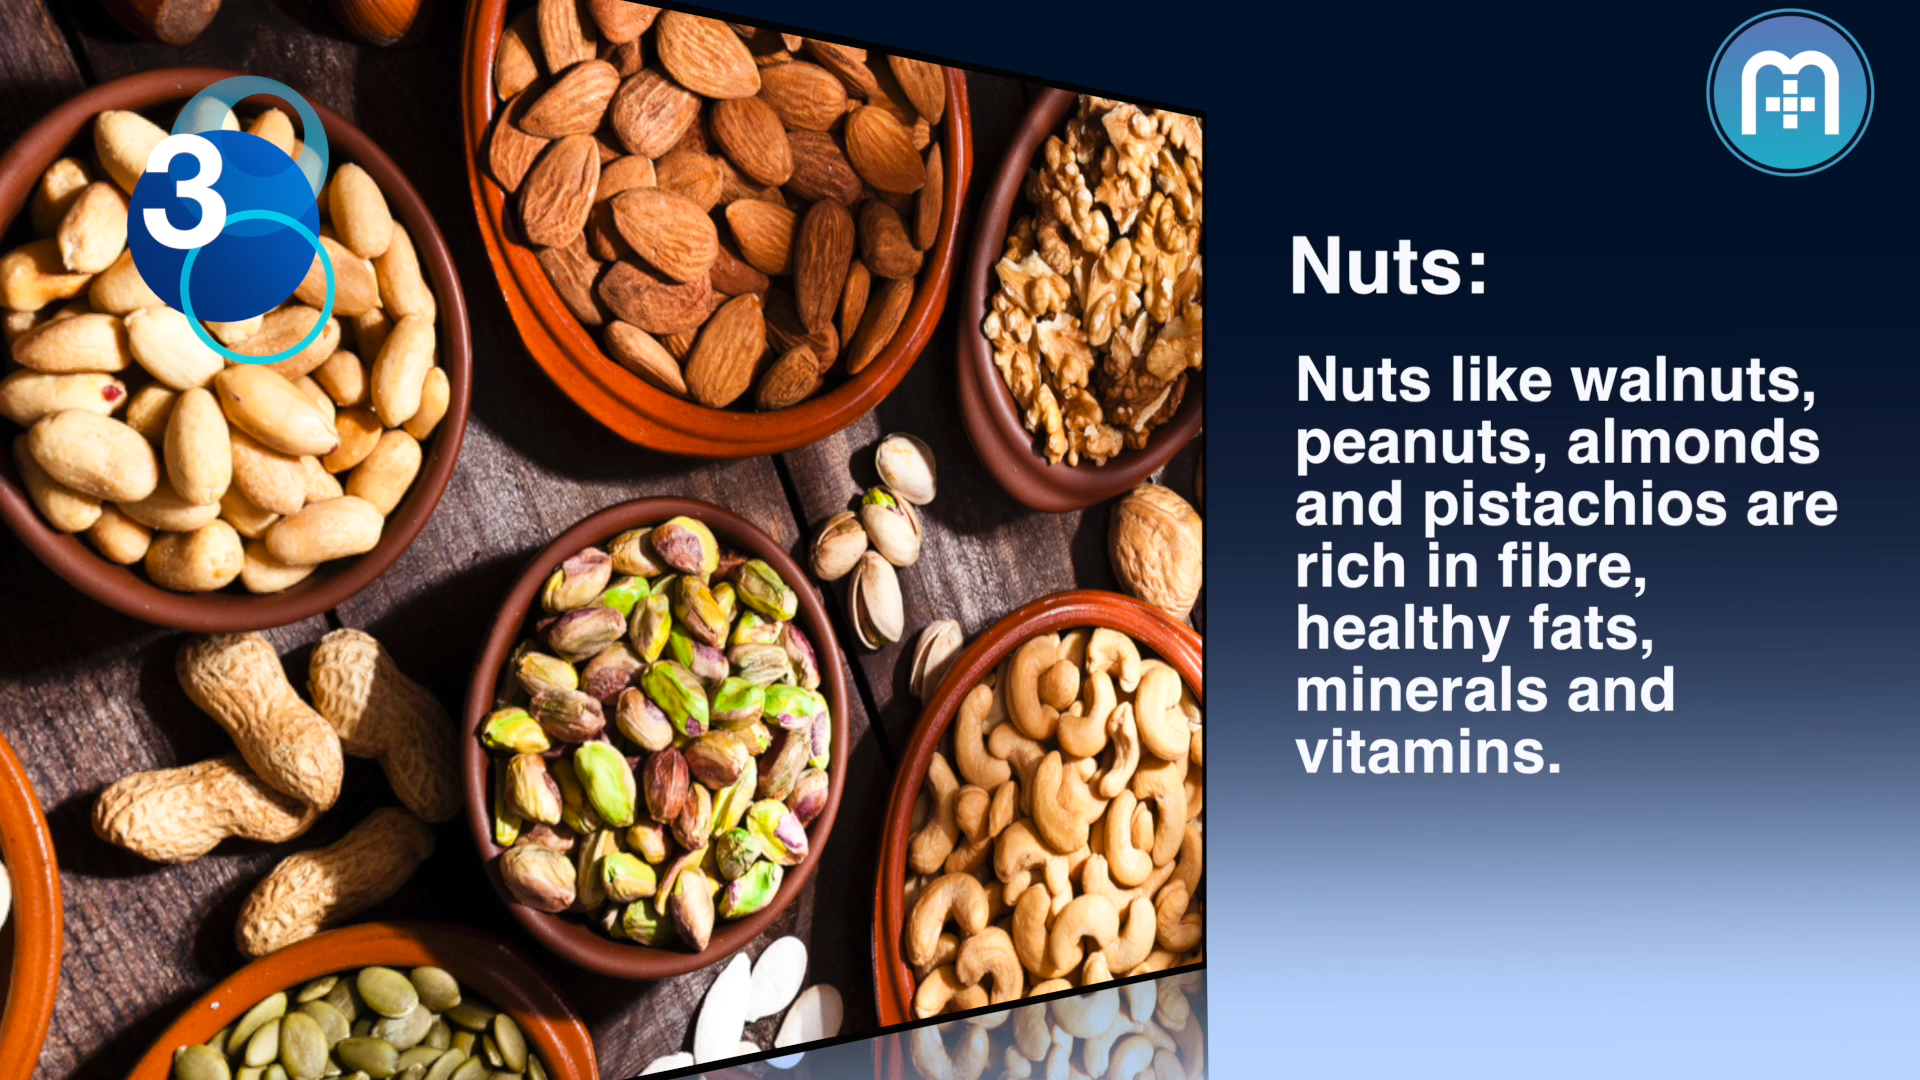 3
Nuts:
Nuts like walnuts,
peanuts, almonds
and pistachios are
rich in fibre,
healthy fats,
minerals and
vitamins.